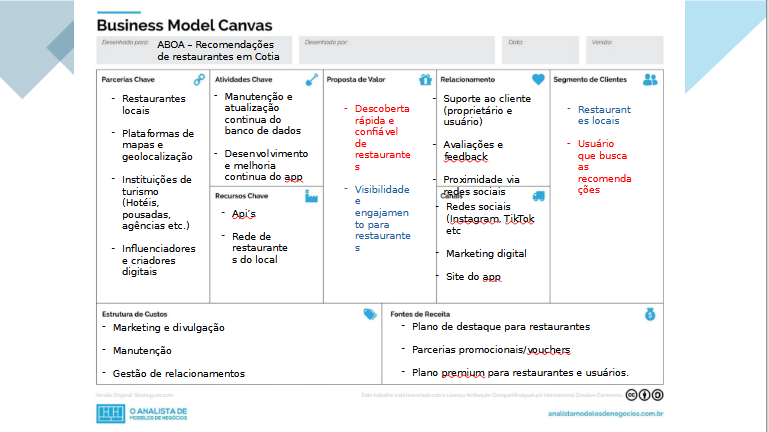 Business Model Canvas
Desenhado para:
ABOA – Recomendações
de restaurantes em Cotia
Desenhado por:
Data:
Versão:
Parcerias Chave
- Restaurantes
locais
- Plataformas de
mapas e
geolocalização
- Instituições de
turismo
(Hotéis,
pousadas,
agências etc.)
- Influenciadores
e criadores
digitais
Atividades Chave
- Manutenção e
atualização
continua do
banco de dados
- Desenvolvimento
e melhoria
continua do app
Recursos Chave
- Api's
- Rede de
restaurante
s do local
Proposta de Valor
- Descoberta
rápida e
confiável
de
restaurante
s
- Visibilidade
e
engajamen
to para
restaurante
s
Relacionamento
- Suporte ao cliente
(proprietário e
usuário)
- Avaliações e
feedback
- Proximidade via
redes sociais
Canais
- Redes sociais
(Instagram, TikTok
etc
- Marketing digital
- Site do app
Segmento de Clientes
- Restaurant
es locais
- Usuário
que busca
as
recomenda
ções
Estrutura de Custos
- Marketing e divulgação
- Manutenção
- Gestão de relacionamentos
Fontes de Receita
- Plano de destaque para restaurantes
- Parcerias promocionais/vouchers
- Plano premium para restaurantes e usuários.
Versão Original: Strategyzer.com
O ANALISTA DE
MODELOS DE NEGÓCIOS
analistamodelosdenegocios.com.br